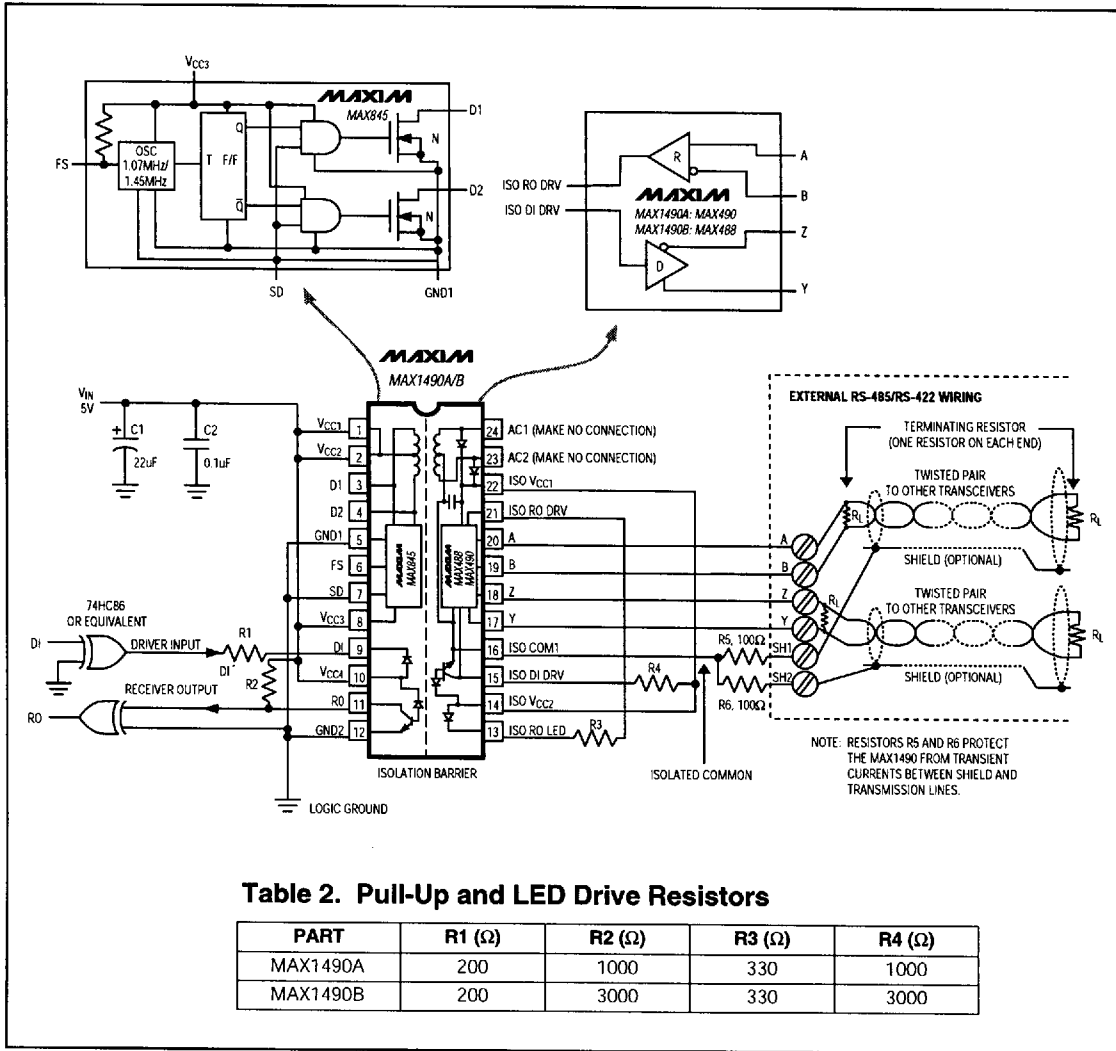 VCC3
MAXIM
MAX845
D1
Q
N
OSC
1.07MHz/
1.45MHz
FS
T F/F
D2
Q̅
N
SD
GND1
R
A
ISO RO DRV
B
ISO DI DRV
MAXIM
MAX1490A: MAX490
MAX1490B: MAX488
Z
D
Y
MAXIM
MAX1490A/B
VIN
5V
+
C1
22uF
C2
0.1uF
VCC1
1
VCC2
2
D1
3
D2
4
GND1
5
FS
6
SD
7
VCC3
8
DI
9
VCC4
10
R0
11
GND2
12
MAXIM
MAX845
MAXIM
MAX488
MAX490
24 AC1 (MAKE NO CONNECTION)
23 AC2 (MAKE NO CONNECTION)
22 ISO VCC1
21 ISO RO DRV
20 A
19 B
18 Z
17 Y
16 ISO COM1
15 ISO DI DRV
14 ISO VCC2
13 ISO RO LED
74HC86
OR EQUIVALENT
DI
DRIVER INPUT
R1
DI´
R2
RECEIVER OUTPUT
RO
ISOLATION BARRIER
LOGIC GROUND
R3
R4
R5, 100Ω
R6, 100Ω
ISOLATED COMMON
EXTERNAL RS-485/RS-422 WIRING
TERMINATING RESISTOR
(ONE RESISTOR ON EACH END)
TWISTED PAIR
TO OTHER TRANSCEIVERS
RL
RL
A
B
SHIELD (OPTIONAL)
Z
RL
TWISTED PAIR
TO OTHER TRANSCEIVERS
Y
RL
SH1
SH2
SHIELD (OPTIONAL)
NOTE: RESISTORS R5 AND R6 PROTECT
THE MAX1490 FROM TRANSIENT
CURRENTS BETWEEN SHIELD AND
TRANSMISSION LINES.
Table 2. Pull-Up and LED Drive Resistors
PART R1 (Ω) R2 (Ω) R3 (Ω) R4 (Ω)
MAX1490A 200 1000 330 1000
MAX1490B 200 3000 330 3000